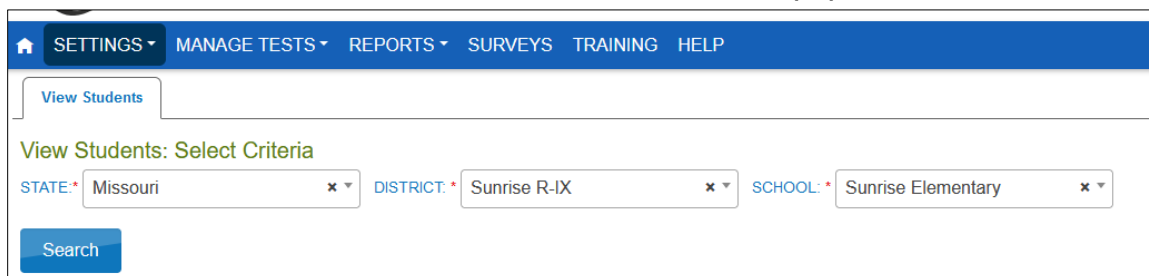 SETTINGS MANAGE TESTS REPORTS SURVEYS TRAINING HELP
View Students
View Students: Select Criteria
STATE:* Missouri × DISTRICT: * Sunrise R-IX × SCHOOL: * Sunrise Elementary ×
Search